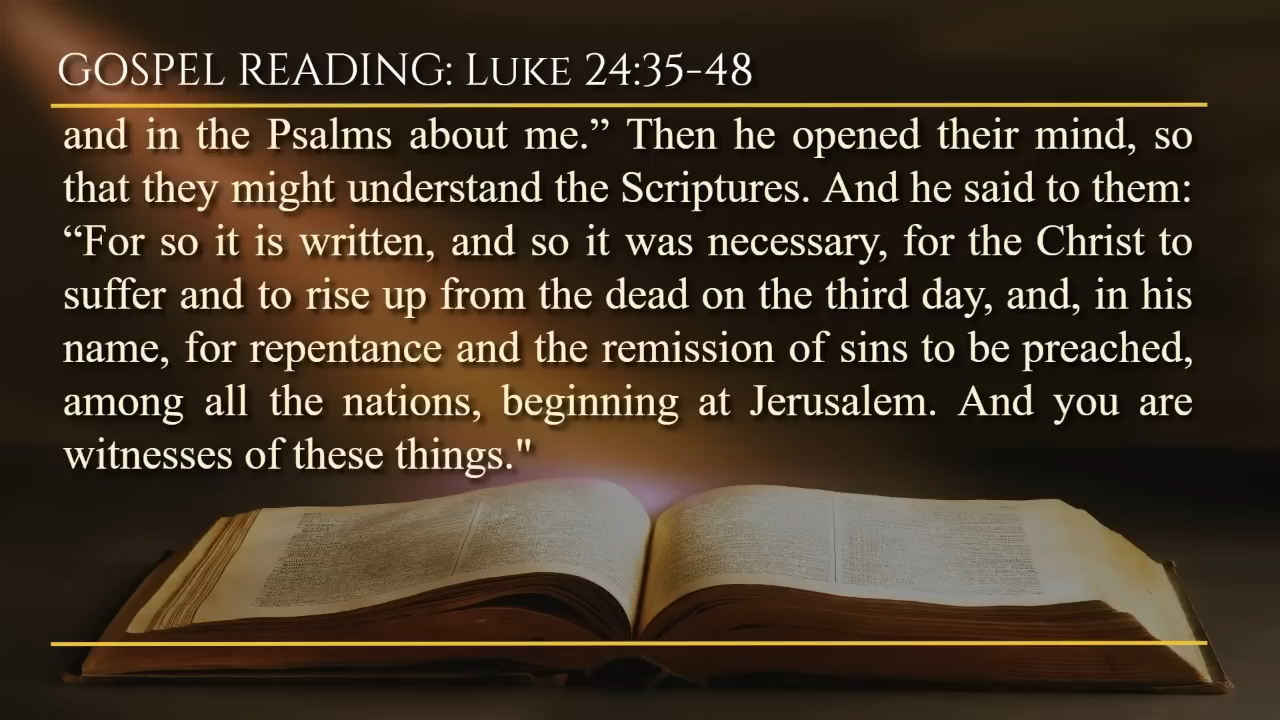 GOSPEL READING: LUKE 24:35-48
and in the Psalms about me.” Then he opened their mind, so
that they might understand the Scriptures. And he said to them:
“For so it is written, and so it was necessary, for the Christ to
suffer and to rise up from the dead on the third day, and, in his
name, for repentance and the remission of sins to be preached,
among all the nations, beginning at Jerusalem. And you are
witnesses of these things."